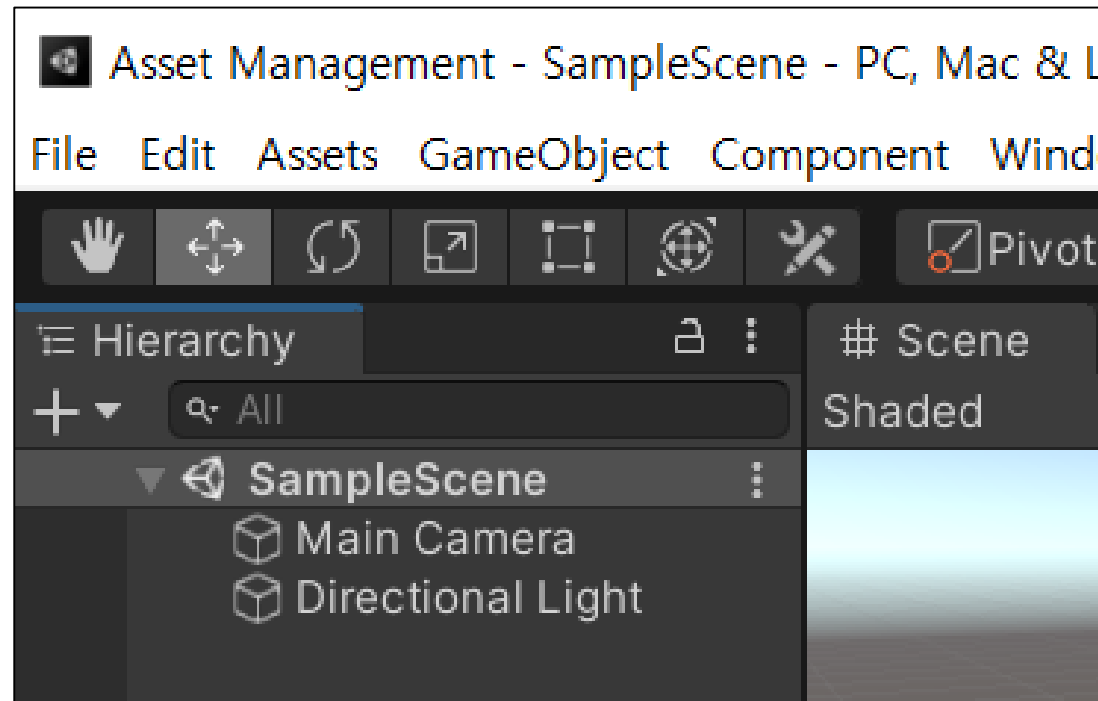 Asset Management - SampleScene - PC, Mac & L
File Edit Assets GameObject Component Wind
Pivot
Hierarchy
Scene
All
Shaded
SampleScene
Main Camera
Directional Light